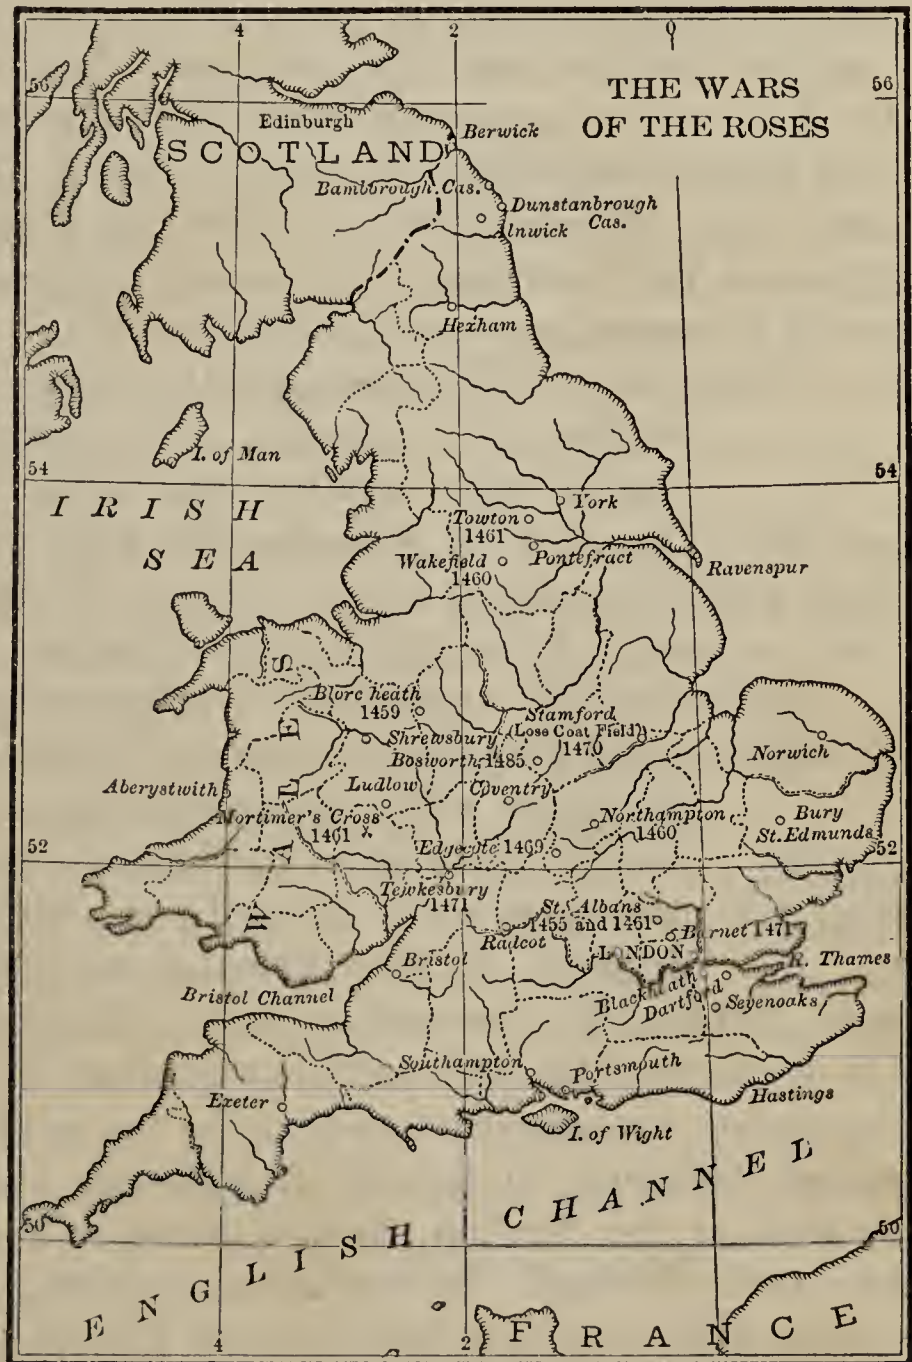 4
2
0
56
56
THE WARS
OF THE ROSES
Edinburgh
Berwick
SCOTLAND
Bamborough. Cas.
Dunstanbrough
Cas.
lnwick
Hexham
I. of Man
54
54
IRISH
SEA
York
Towton
1461
Wakefield
1460
Pontefract
Ravenspur
WALES
Blore heath
1459
Stamford
(Lose Coat Field)
1470
Shrewsbury
Bosworth 1485
Norwich
Aberystwith
Ludlow
Coventry
Mortimer's Cross
1461
Northampton
1460
Bury
St. Edmunds
52
52
Edgecote 1469
Tewkesbury
1471
St. Albans
1455 and 1461
Barnet 1471
Radcot
LONDON
Bristol
R. Thames
Bristol Channel
Blackheath
Dartford
Sevenoaks
Southampton
Portsmouth
Exeter
Hastings
I. of Wight
50
50
ENGLISH CHANNEL
FRANCE
4
2